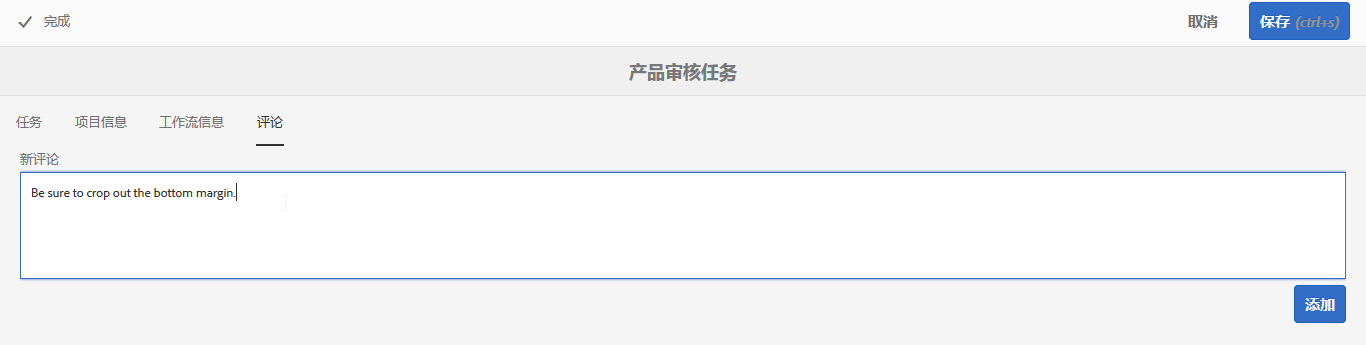 完成 取消 保存 (ctrl+s)
产品审核任务
任务 项目信息 工作流信息 评论
新评论
Be sure to crop out the bottom margin.
添加